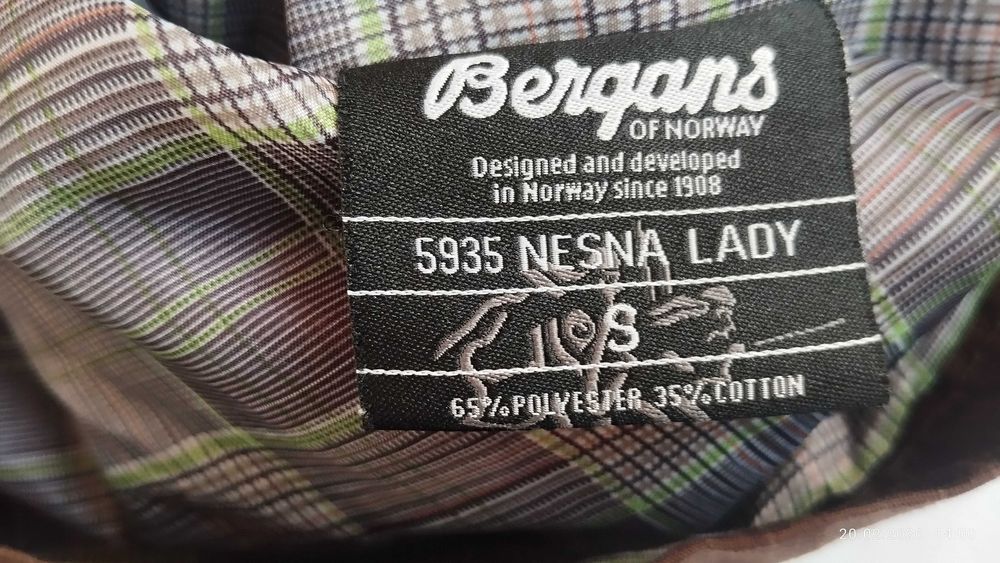 Bergans
OF NORWAY
Designed and developed
in Norway since 1908
5935 NESNA LADY
S
65% POLYESTER 35% COTTON